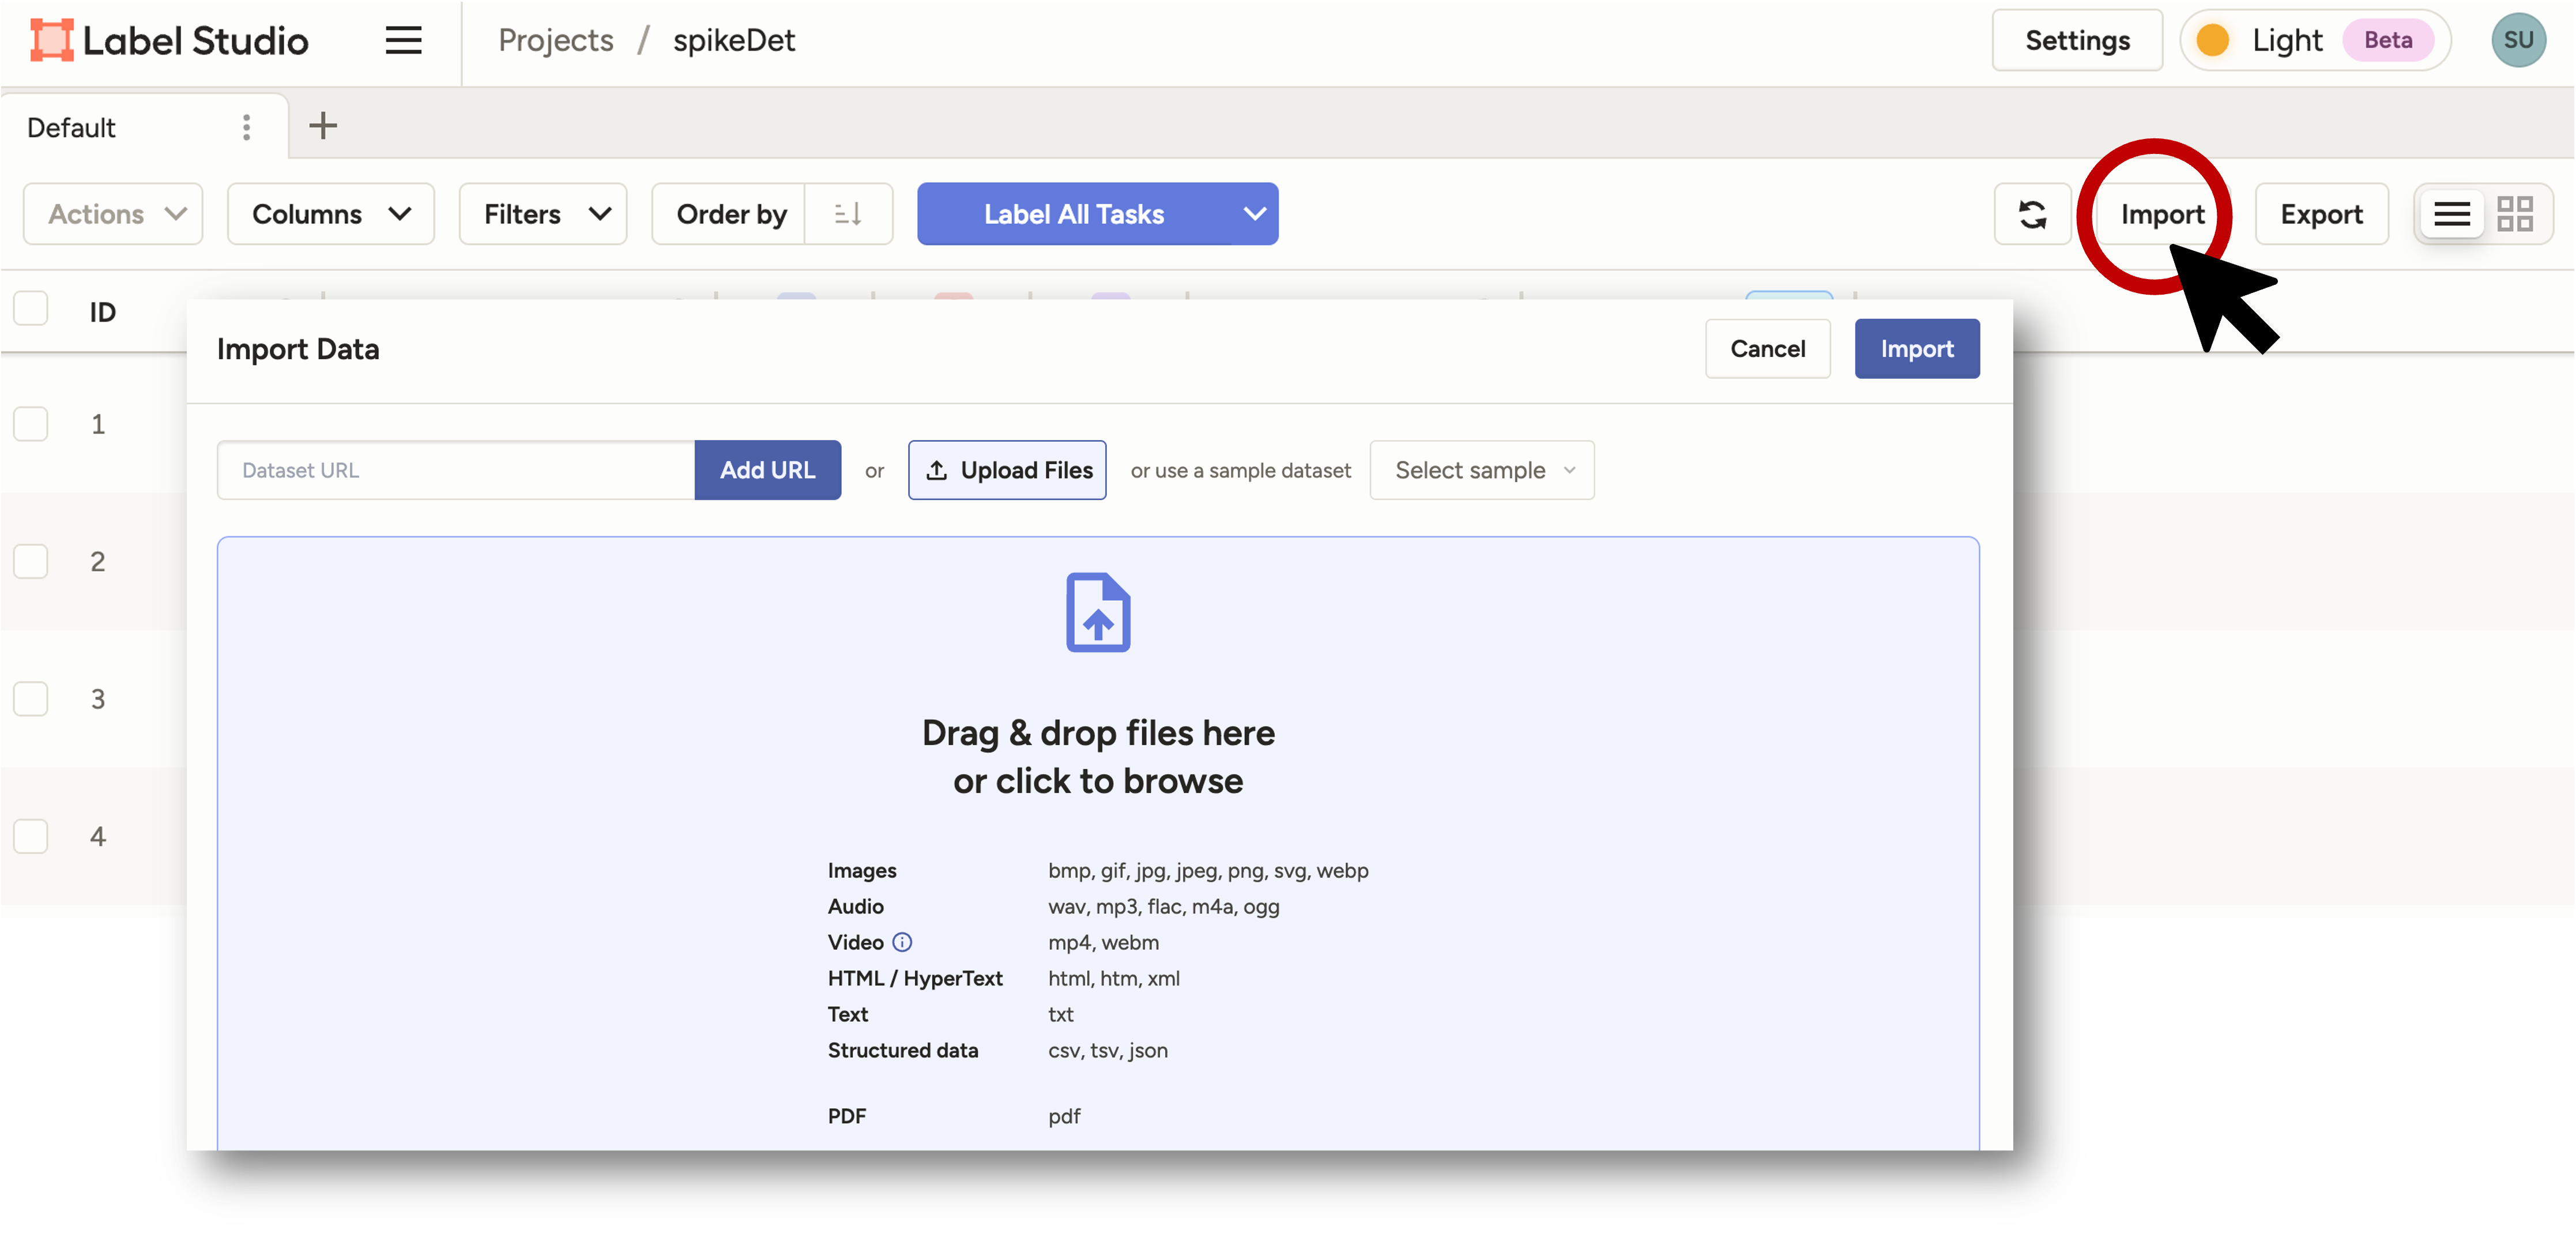 Label Studio
Projects / spikeDet
Settings
Light Beta
SU
Default
Actions
Columns
Filters
Order by
Label All Tasks
Import
Export
ID
Import Data
Cancel
Import
1
Dataset URL
Add URL
or
Upload Files
or use a sample dataset
Select sample
2
3
4
Drag & drop files here
or click to browse
Images bmp, gif, jpg, jpeg, png, svg, webp
Audio wav, mp3, flac, m4a, ogg
Video mp4, webm
HTML / HyperText html, htm, xml
Text txt
Structured data csv, tsv, json
PDF pdf